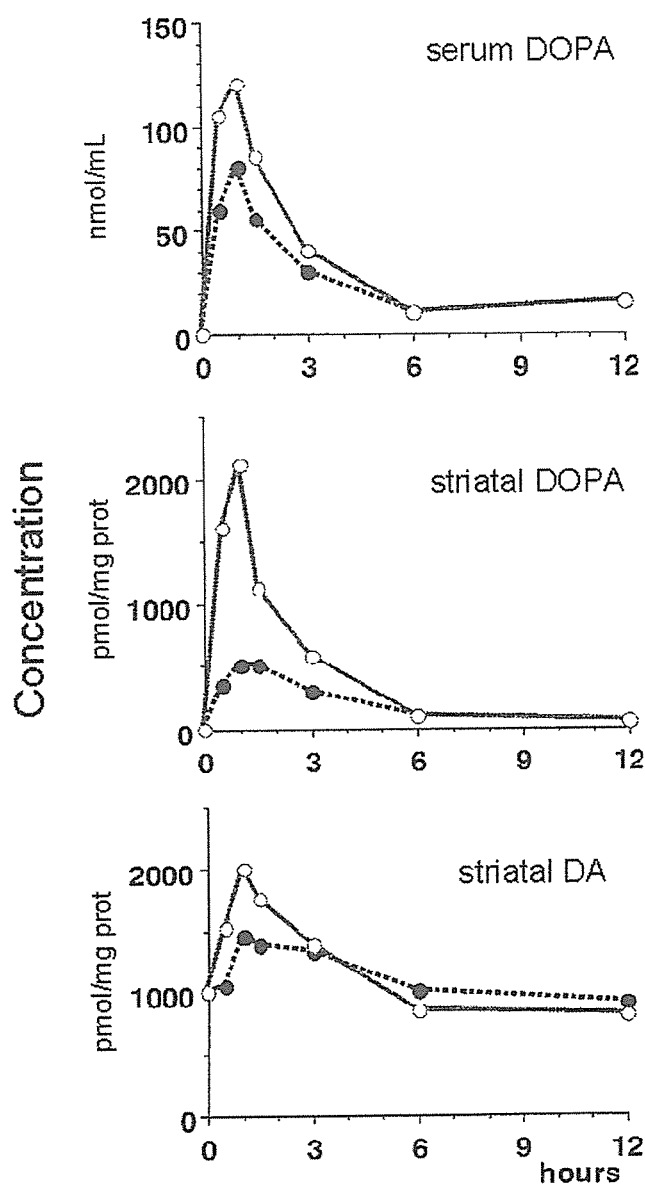 serum DOPA
150
100
50
0
nmol/mL
0 3 6 9 12
Concentration
striatal DOPA
2000
1000
0
pmol/mg prot
0 3 6 9 12
striatal DA
2000
1000
0
pmol/mg prot
0 3 6 9 12
hours